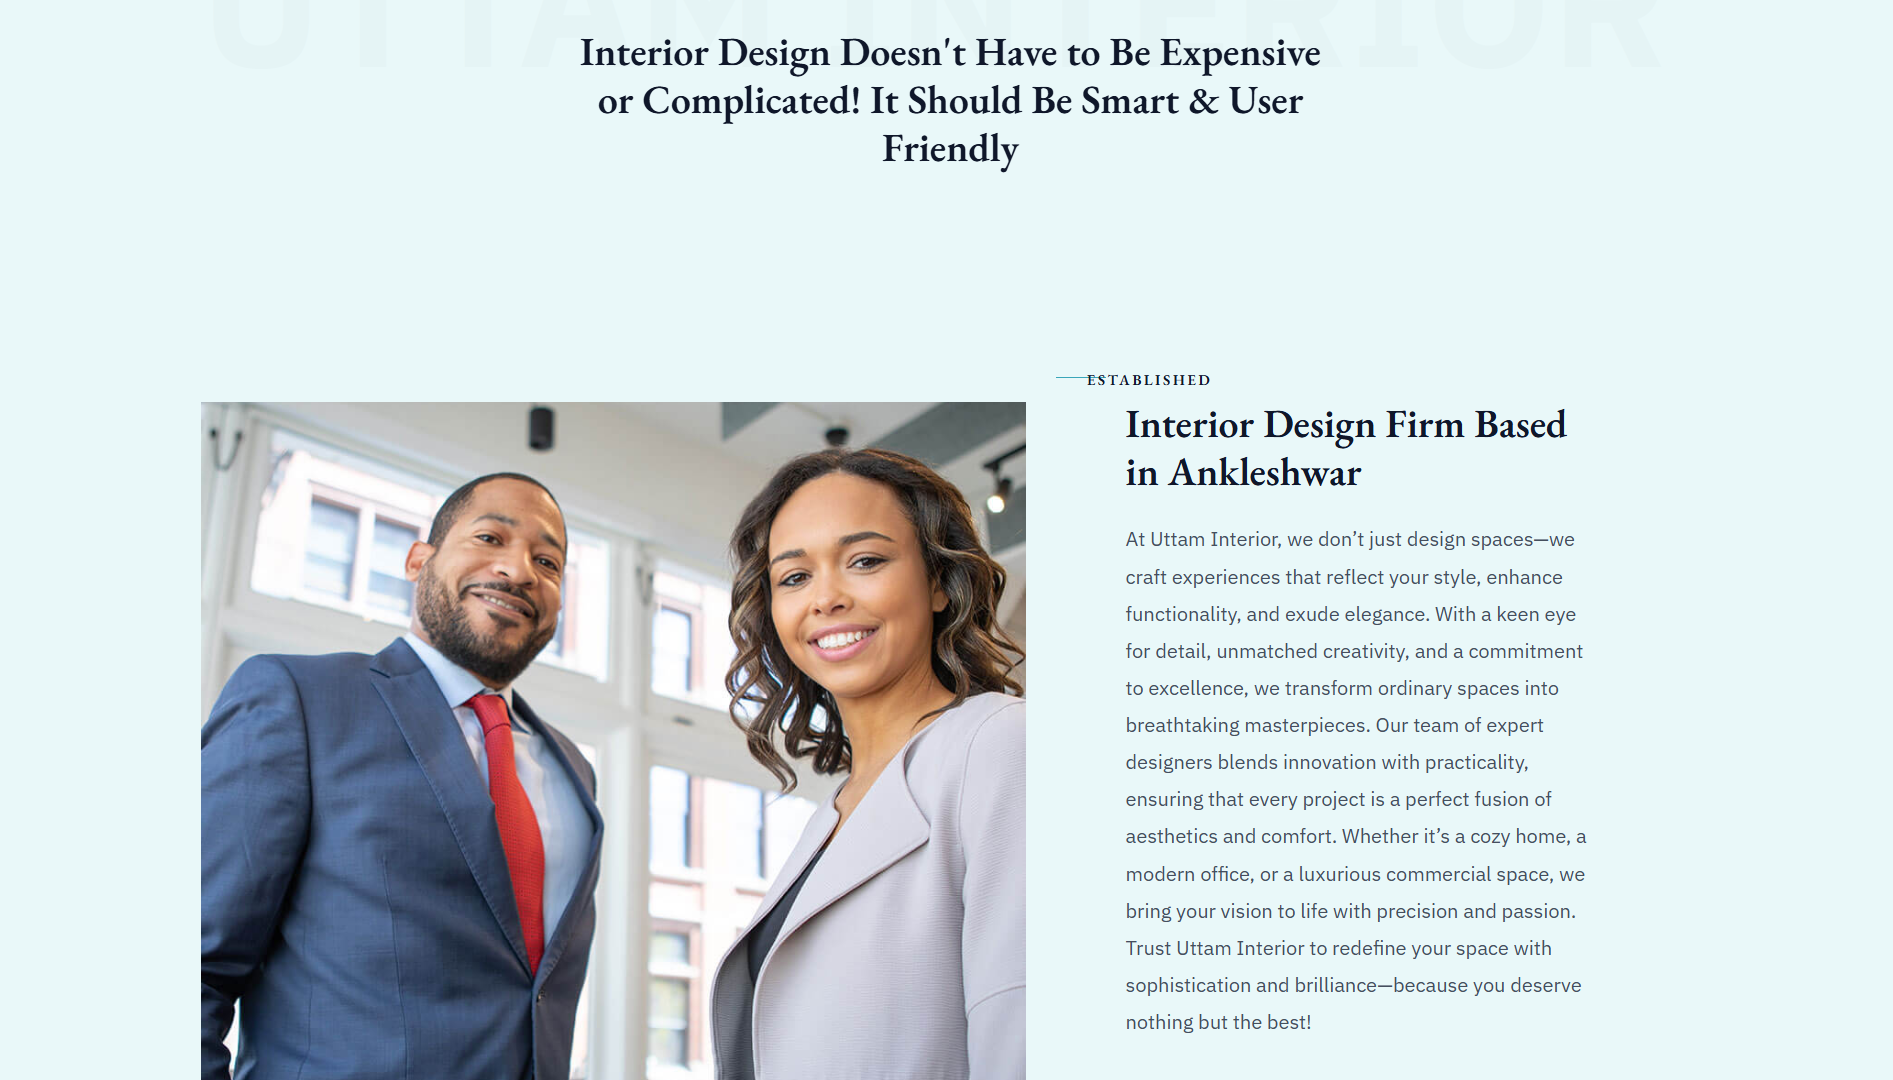 UTTAM INTERIOR
Interior Design Doesn't Have to Be Expensive
or Complicated! It Should Be Smart & User
Friendly
ESTABLISHED
Interior Design Firm Based
in Ankleshwar
At Uttam Interior, we don’t just design spaces—we
craft experiences that reflect your style, enhance
functionality, and exude elegance. With a keen eye
for detail, unmatched creativity, and a commitment
to excellence, we transform ordinary spaces into
breathtaking masterpieces. Our team of expert
designers blends innovation with practicality,
ensuring that every project is a perfect fusion of
aesthetics and comfort. Whether it’s a cozy home, a
modern office, or a luxurious commercial space, we
bring your vision to life with precision and passion.
Trust Uttam Interior to redefine your space with
sophistication and brilliance—because you deserve
nothing but the best!